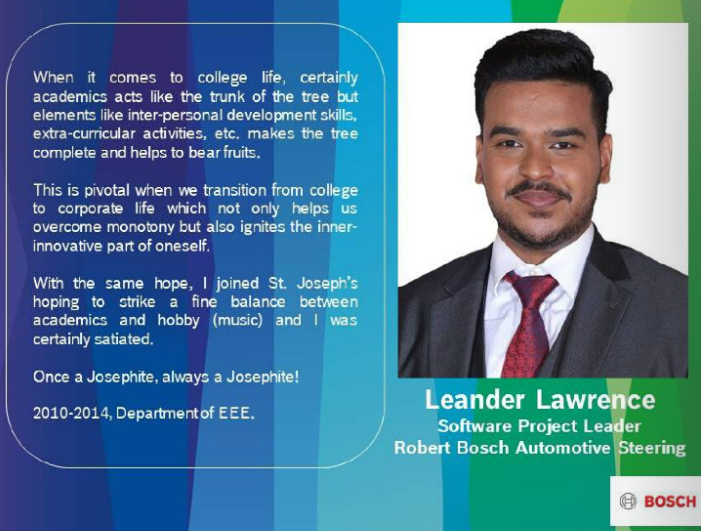 When it comes to college life, certainly
academics acts like the trunk of the tree but
elements like inter-personal development skills,
extra-curricular activities, etc. makes the tree
complete and helps to bear fruits.
This is pivotal when we transition from college
to corporate life which not only helps us
overcome monotony but also ignites the inner-
innovative part of oneself.
With the same hope, I joined St. Joseph's
hoping to strike a fine balance between
academics and hobby (music) and I was
certainly satiated.
Once a Josephite, always a Josephite!
2010-2014, Department of EEE.
Leander Lawrence
Software Project Leader
Robert Bosch Automotive Steering
BOSCH